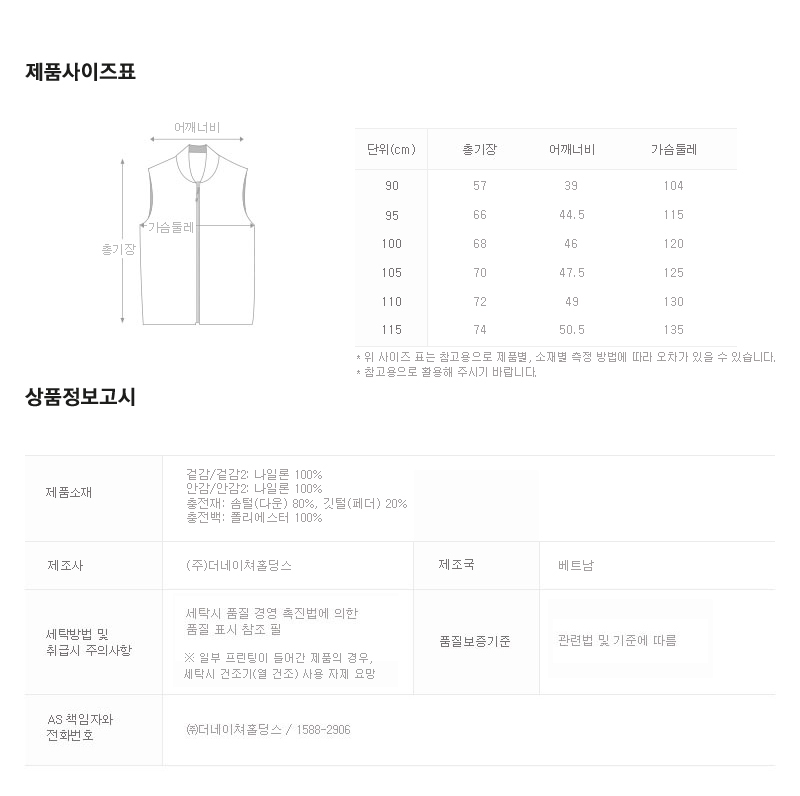 제품사이즈표
어깨너비
가슴둘레
총기장
단위(cm) 총기장 어깨너비 가슴둘레
90 57 39 104
95 66 44.5 115
100 68 46 120
105 70 47.5 125
110 72 49 130
115 74 50.5 135
* 위 사이즈 표는 참고용으로 제품별, 소재별 측정 방법에 따라 오차가 있을 수 있습니다.
* 참고용으로 활용해 주시기 바랍니다.
상품정보고시
제품소재
겉감/겉감2: 나일론 100%
안감/안감2: 나일론 100%
충전재: 솜털(다운) 80%, 깃털(페더) 20%
충전백: 폴리에스터 100%
제조사 (주)더네이쳐홀딩스 제조국 베트남
세탁방법 및
취급시 주의사항
세탁시 품질 경영 촉진법에 의한
품질 표시 참조 필
※ 일부 프린팅이 들어간 제품의 경우,
세탁시 건조기(열 건조) 사용 자제 요망
품질보증기준 관련법 및 기준에 따름
AS 책임자와
전화번호
㈜더네이쳐홀딩스 / 1588-2906